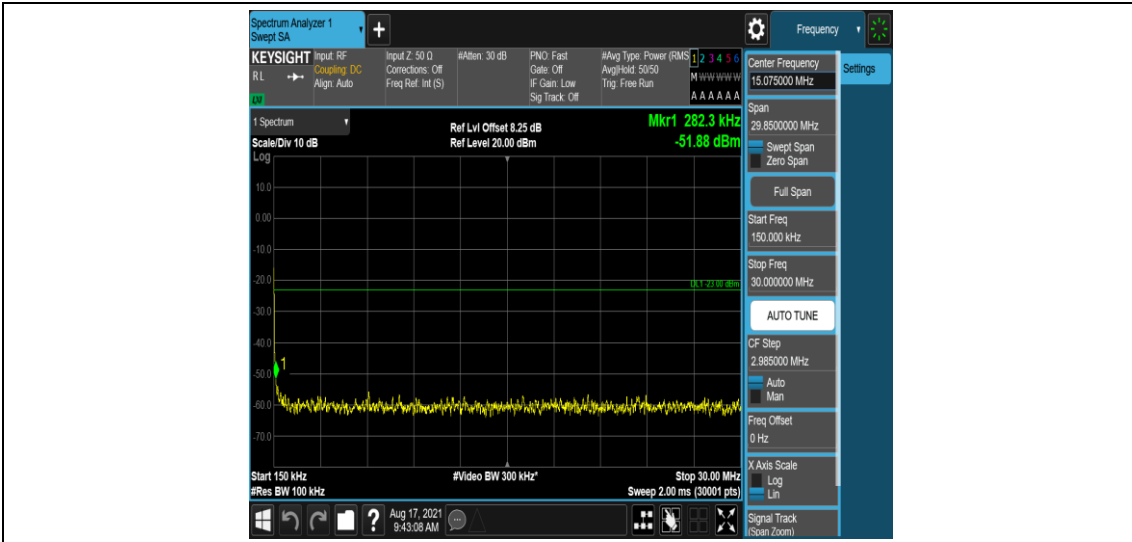 Spectrum Analyzer 1
Swept SA
+
Frequency
KEYSIGHT
RL
LXI
Input: RF
Coupling: DC
Align: Auto
Input Z: 50 Ω
Corrections: Off
Freq Ref: Int (S)
#Atten: 30 dB
PNO: Fast
Gate: Off
IF Gain: Low
Sig Track: Off
#Avg Type: Power (RMS
Avg|Hold: 50/50
Trig: Free Run
1 2 3 4 5 6
M W W W W W
A A A A A A
1 Spectrum
Scale/Div 10 dB
Log
Ref Lvl Offset 8.25 dB
Ref Level 20.00 dBm
Mkr1 282.3 kHz
-51.88 dBm
10.0
0.00
-10.0
-20.0
DL1 -23.00 dBm
-30.0
-40.0
1
-50.0
-60.0
-70.0
Start 150 kHz
#Video BW 300 kHz*
Stop 30.00 MHz
#Res BW 100 kHz
Sweep 2.00 ms (30001 pts)
?
Aug 17, 2021
9:43:08 AM
Center Frequency
15.075000 MHz
Settings
Span
29.8500000 MHz
Swept Span
Zero Span
Full Span
Start Freq
150.000 kHz
Stop Freq
30.000000 MHz
AUTO TUNE
CF Step
2.985000 MHz
Auto
Man
Freq Offset
0 Hz
X Axis Scale
Log
Lin
Signal Track
(Span Zoom)